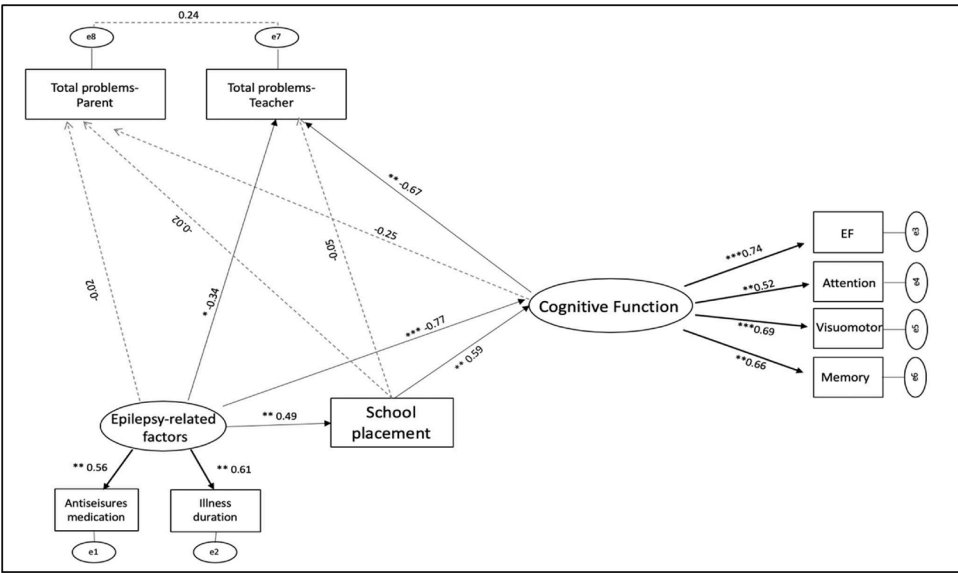 0.24
e8
e7
Total problems-
Parent
Total problems-
Teacher
** -0.67
-0.02
-0.25
-0.05
EF
e3
***0.74
Attention
e4
**0.52
Cognitive Function
-0.02
* -0.34
*** -0.77
Visuomotor
e5
***0.69
** 0.59
**0.66
Memory
e6
Epilepsy-related
factors
** 0.49
School
placement
** 0.56
** 0.61
Antiseisures
medication
Illness
duration
e1
e2